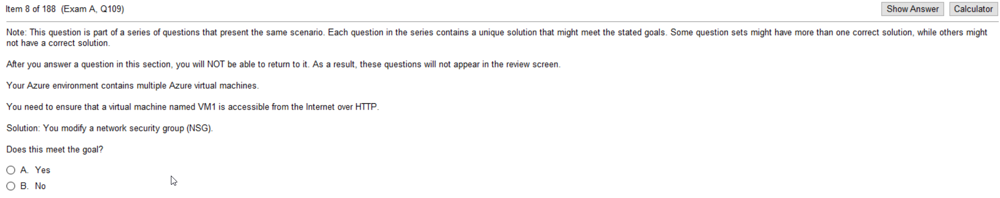 Item 8 of 188 (Exam A, Q109)
Show Answer
Calculator
Note: This question is part of a series of questions that present the same scenario. Each question in the series contains a unique solution that might meet the stated goals. Some question sets might have more than one correct solution, while others might
not have a correct solution.
After you answer a question in this section, you will NOT be able to return to it. As a result, these questions will not appear in the review screen.
Your Azure environment contains multiple Azure virtual machines.
You need to ensure that a virtual machine named VM1 is accessible from the Internet over HTTP.
Solution: You modify a network security group (NSG).
Does this meet the goal?
A. Yes
B. No